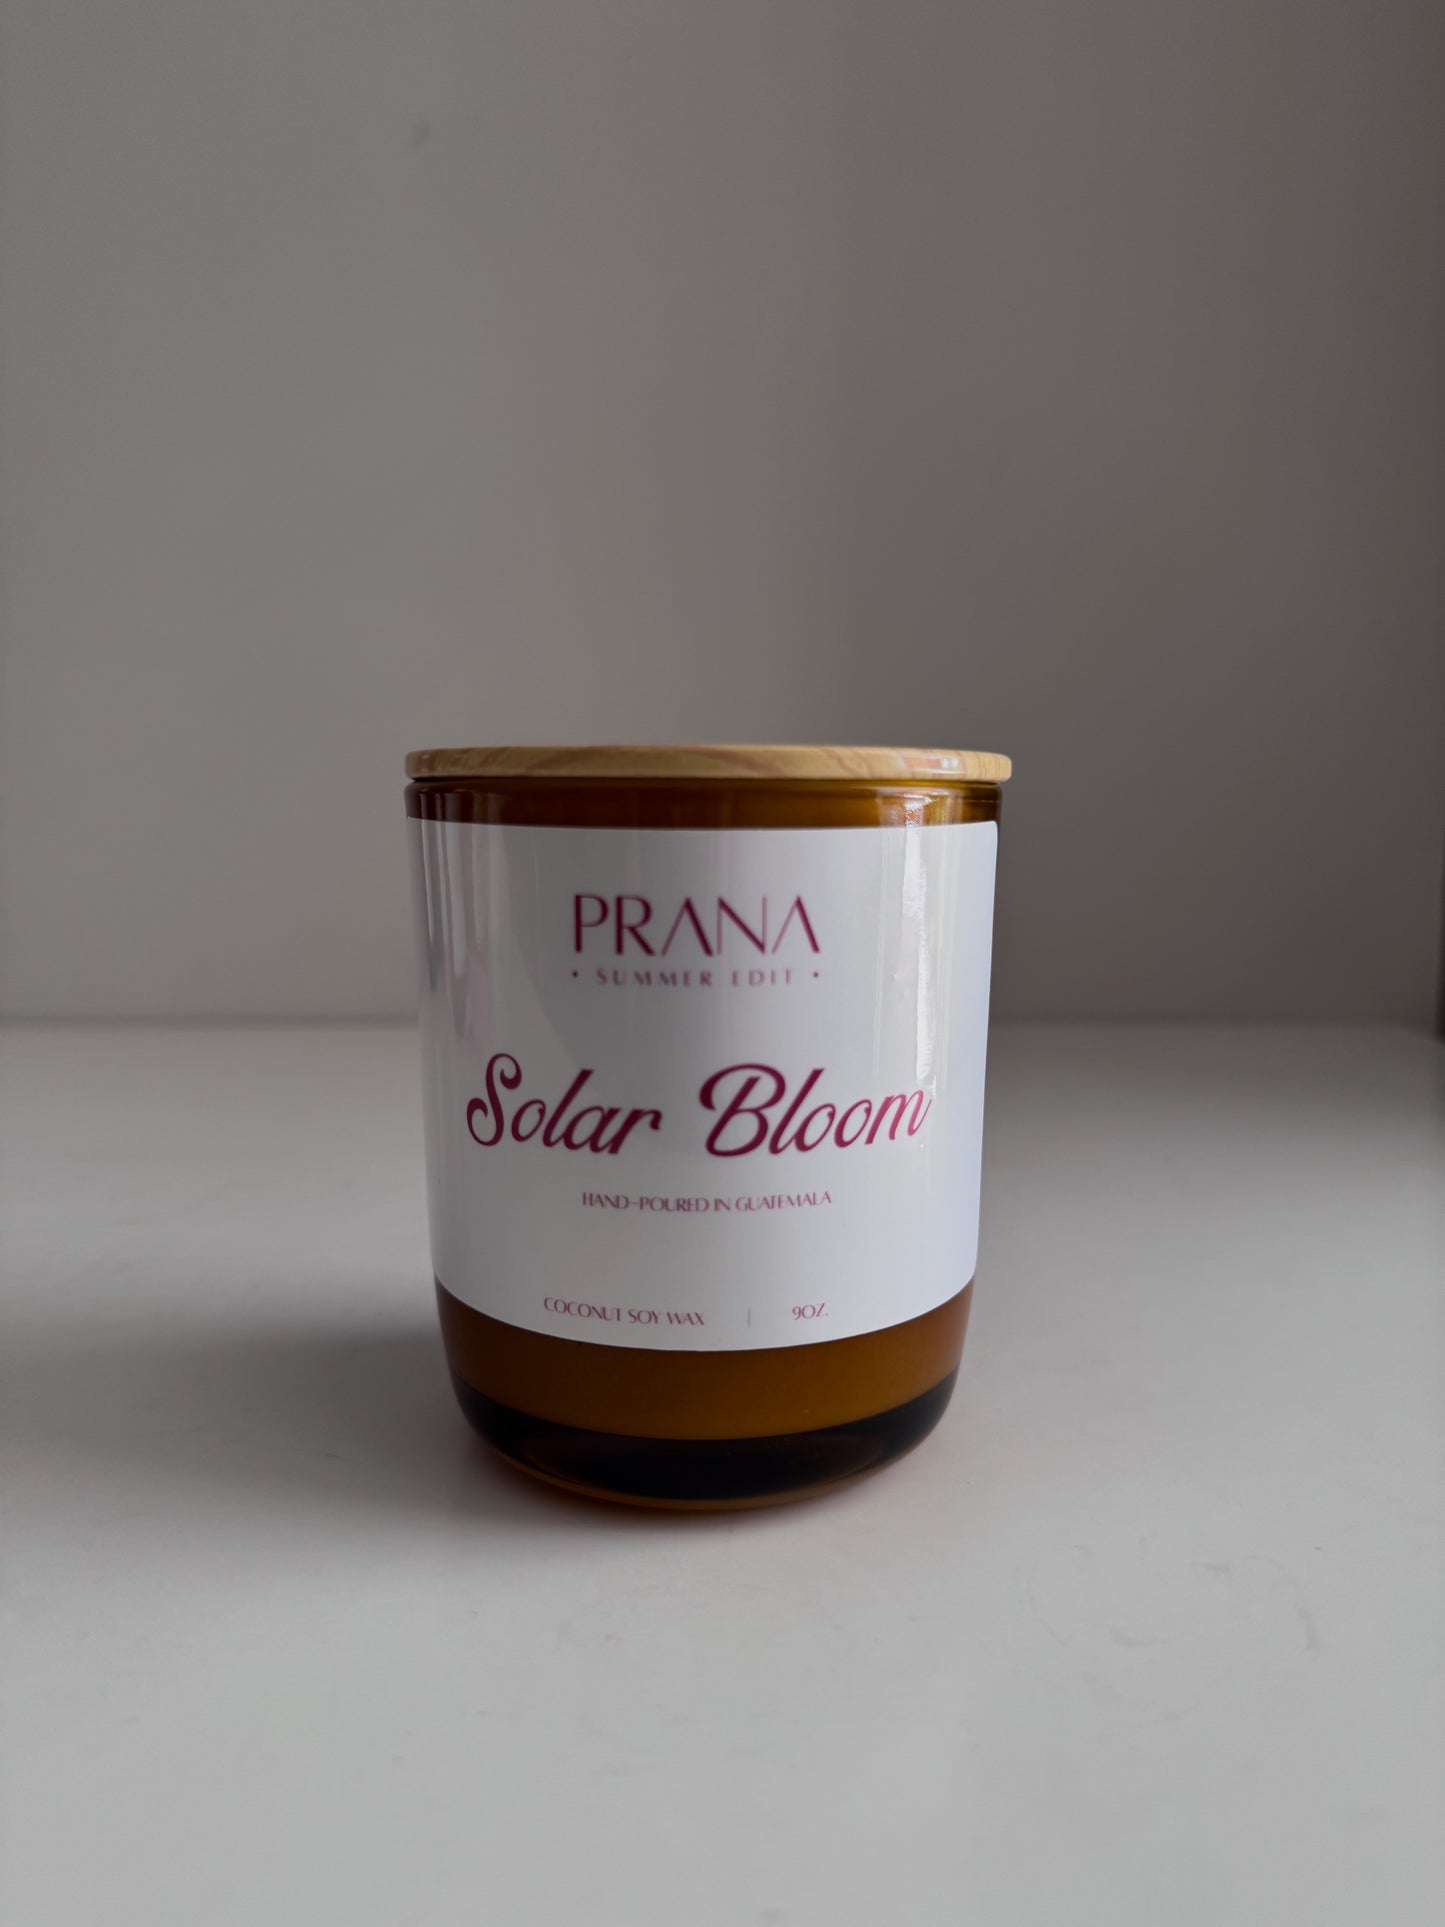 PRANA
• SUMMER EDIT •
Solar Bloom
HAND-POURED IN GUATEMALA
COCONUT SOY WAX | 9OZ.